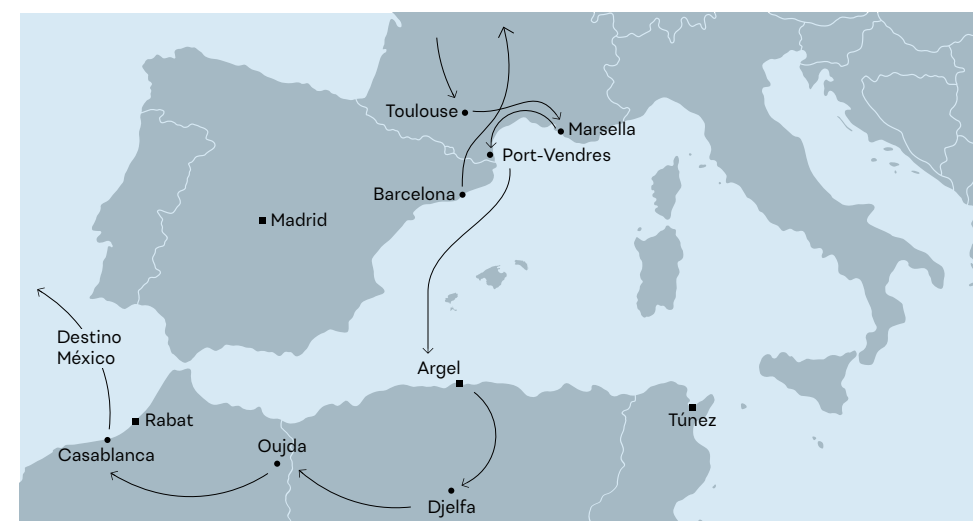 Toulouse
Marsella
Port-Vendres
Barcelona
Madrid
Destino
México
Argel
Rabat
Túnez
Oujda
Casablanca
Djelfa